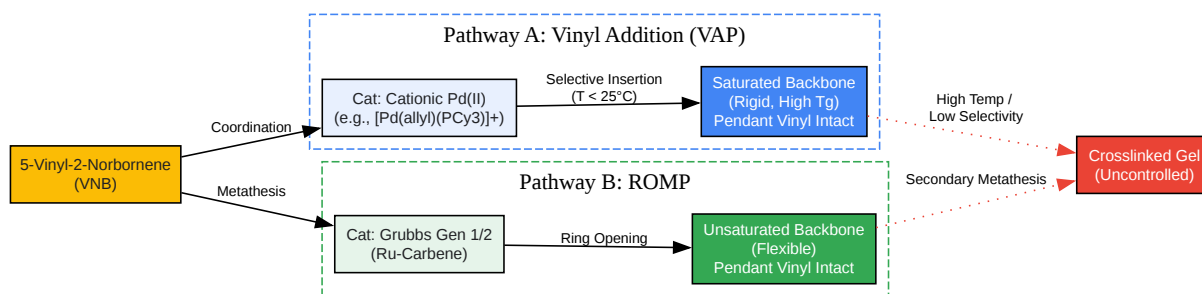 Pathway A: Vinyl Addition (VAP)
Cat: Cationic Pd(II)
(e.g., [Pd(allyl)(PCy3)]+)
Selective Insertion
(T < 25°C)
Saturated Backbone
(Rigid, High Tg)
Pendant Vinyl Intact
High Temp /
Low Selectivity
Coordination
5-Vinyl-2-Norbornene
(VNB)
Metathesis
Crosslinked Gel
(Uncontrolled)
Pathway B: ROMP
Cat: Grubbs Gen 1/2
(Ru-Carbene)
Ring Opening
Unsaturated Backbone
(Flexible)
Pendant Vinyl Intact
Secondary Metathesis